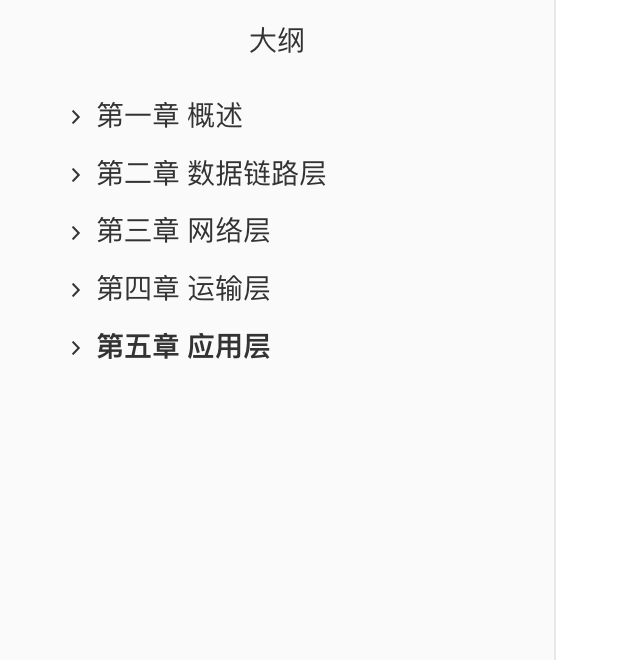 大纲
第一章 概述
第二章 数据链路层
第三章 网络层
第四章 运输层
第五章 应用层